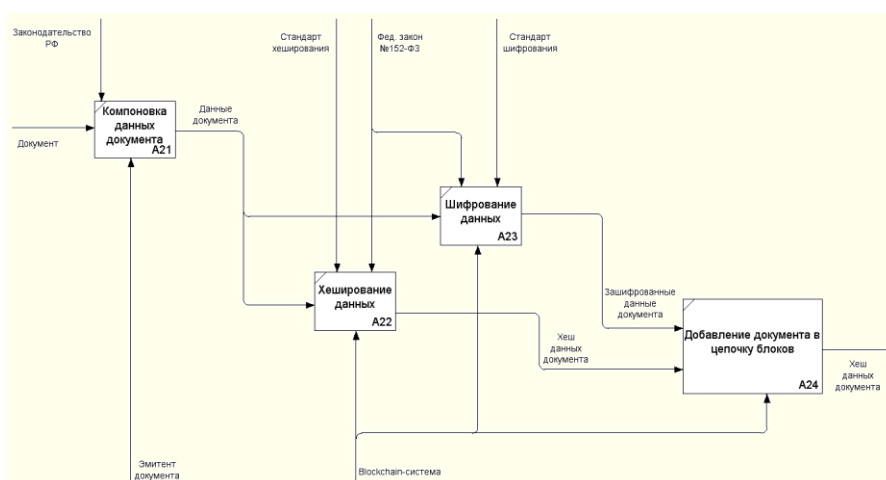 Законодательство
РФ
Стандарт
хеширования
Фед. закон
№152-ФЗ
Стандарт
шифрования
Компоновка
данных
документа
A21
Данные
документа
Документ
Шифрование
данных
A23
Хеширование
данных
A22
Зашифрованные
данные
документа
Добавление документа в
цепочку блоков
A24
Хеш
данных
документа
Хеш
данных
документа
Эмитент
документа
Blockchain-система